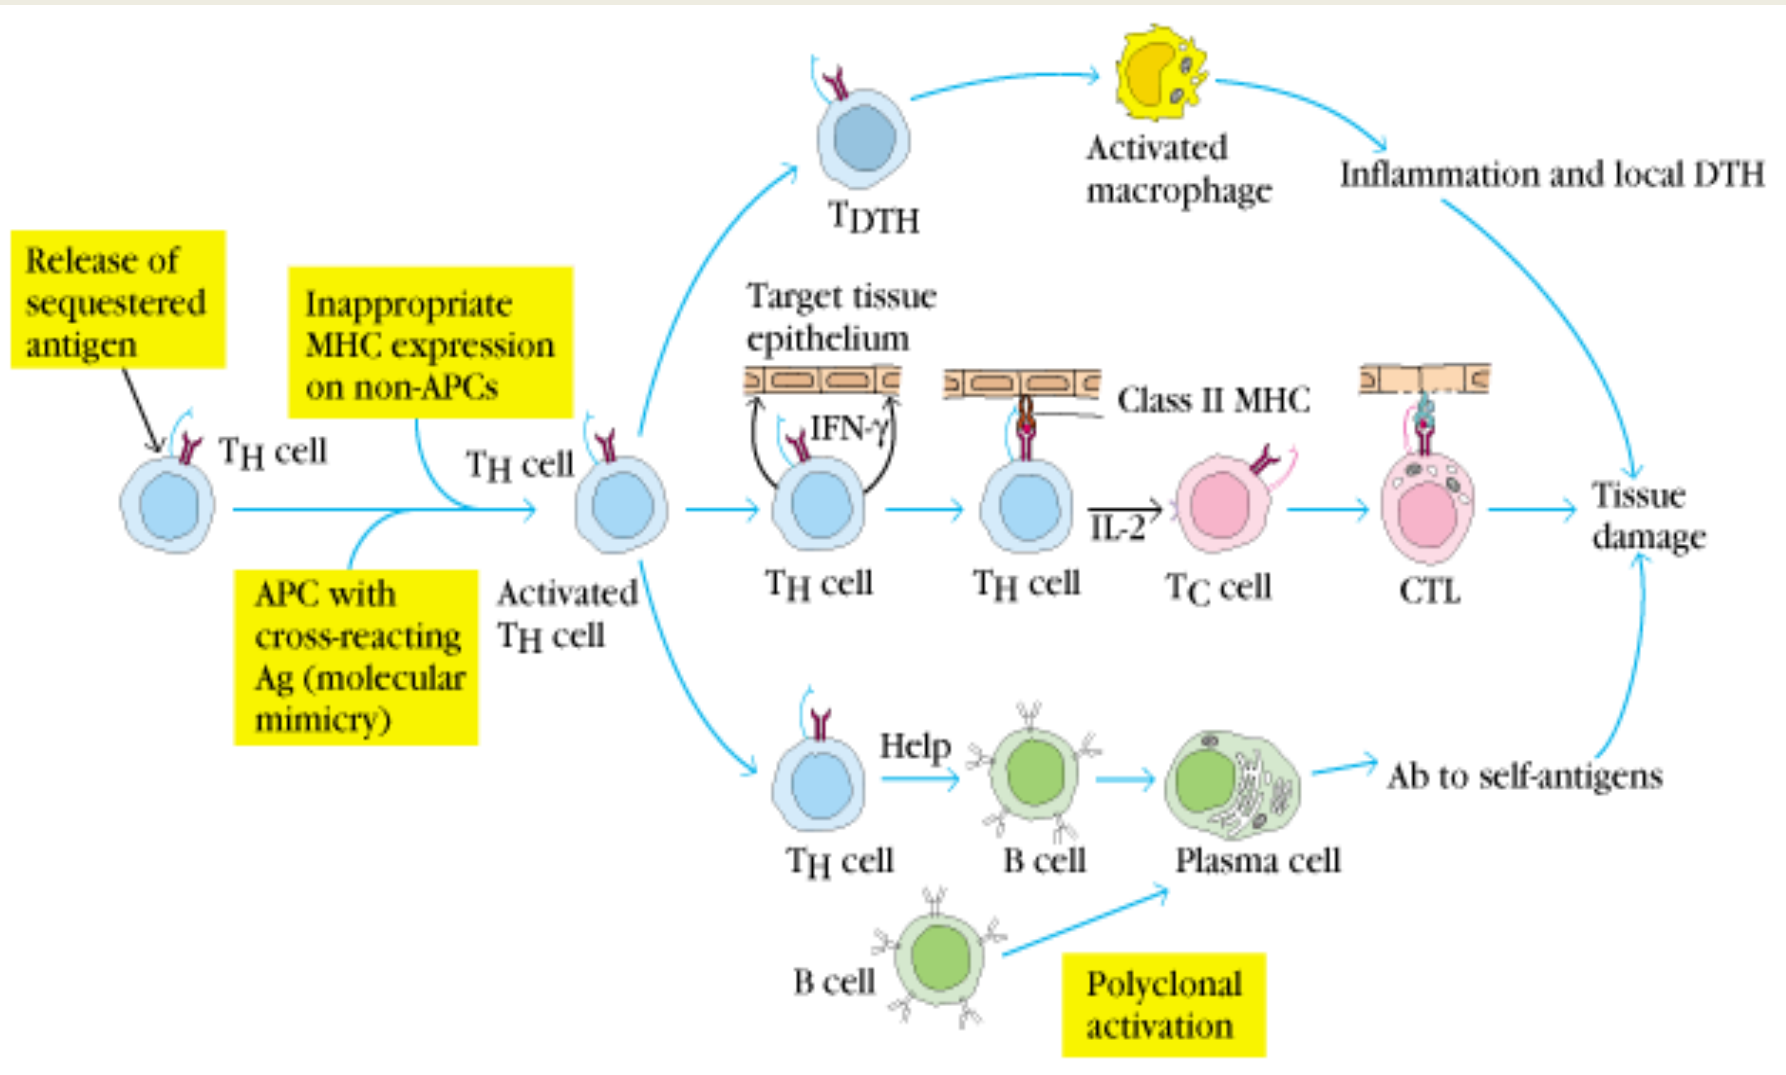 TDTH
Activated
macrophage
Inflammation and local DTH
Release of
sequestered
antigen
Inappropriate
MHC expression
on non-APCs
Target tissue
epithelium
IFN-γ
Class II MHC
TH cell
TH cell
APC with
cross-reacting
Ag (molecular
mimicry)
Activated
TH cell
TH cell
TH cell
IL-2
TC cell
CTL
Tissue
damage
Help
TH cell
B cell
Plasma cell
Ab to self-antigens
B cell
Polyclonal
activation